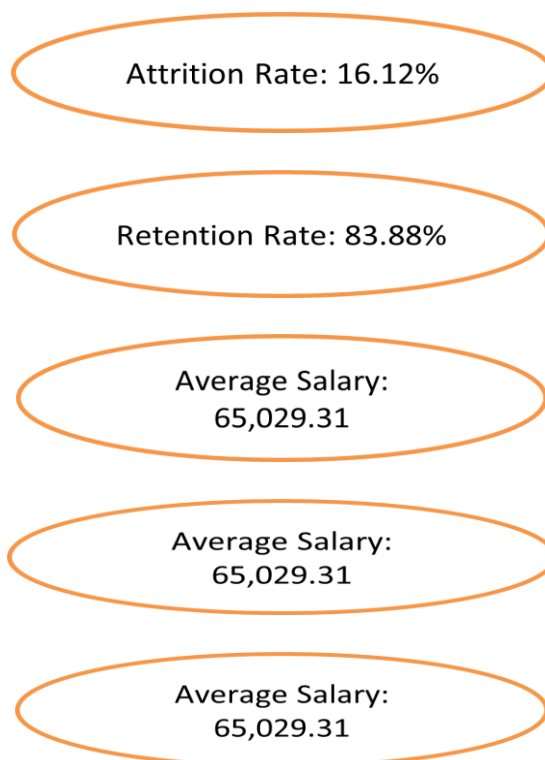 Attrition Rate: 16.12%
Retention Rate: 83.88%
Average Salary:
65,029.31
Average Salary:
65,029.31
Average Salary:
65,029.31